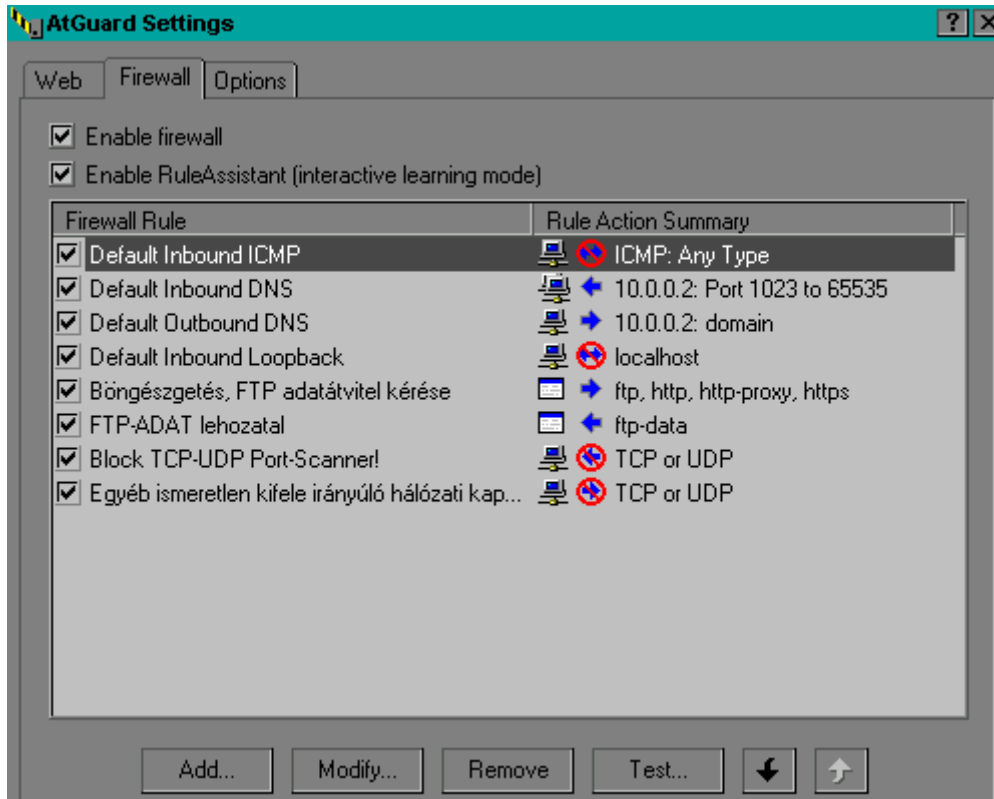 AtGuard Settings
Web Firewall Options
Enable firewall
Enable RuleAssistant (interactive learning mode)
Firewall Rule Rule Action Summary
Default Inbound ICMP ICMP: Any Type
Default Inbound DNS 10.0.0.2: Port 1023 to 65535
Default Outbound DNS 10.0.0.2: domain
Default Inbound Loopback localhost
Böngészgetés, FTP adatátvitel kérése ftp, http, http-proxy, https
FTP-ADAT lehozatal ftp-data
Block TCP-UDP Port-Scanner! TCP or UDP
Egyéb ismeretlen kifele irányúló hálózati kap... TCP or UDP
Add... Modify... Remove Test...